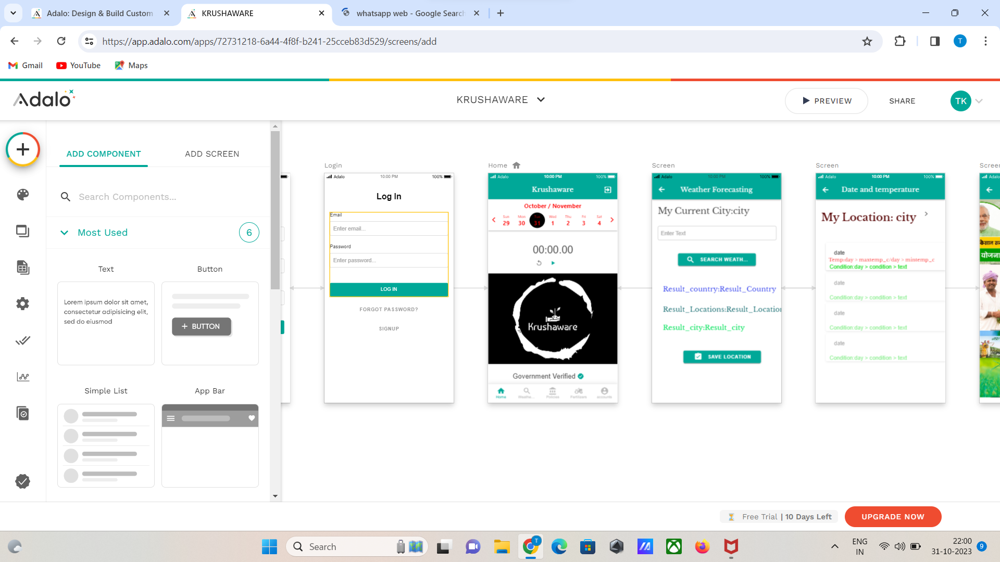 Adalo: Design & Build Custom
KRUSHAWARE
whatsapp web - Google Search
https://app.adalo.com/apps/72731218-6a44-4f8f-b241-25cceb83d529/screens/add
T
Gmail
YouTube
Maps
Adalo
KRUSHAWARE
PREVIEW
SHARE
TK
ADD COMPONENT
ADD SCREEN
Search Components...
Most Used
6
Text
Button
Lorem ipsum dolor sit amet,
consectetur adipisicing elit,
sed do eiusmod
+ BUTTON
Simple List
App Bar
Login
Adalo 10:00 PM 100%
Log In
Email
Enter email...
Password
Enter password...
LOG IN
FORGOT PASSWORD?
SIGNUP
Home
Adalo 10:00 PM 100%
Krushaware
October / November
Sun Mon Tue Wed Thu Fri Sat
29 30 31 1 2 3 4
00:00.00
Krushaware
Government Verified
Home Weathe... Policies Fertilizers accounts
Screen
Adalo 10:00 PM 100%
Weather Forecasting
My Current City:city
Enter Text
SEARCH WEATH...
Result_country:Result_Country
Result_Locations:Result_Location
Result_city:Result_city
SAVE LOCATION
Screen
Adalo 10:00 PM 100%
Date and temperature
My Location: city
date
Temp:day > maxtemp_c/day > mintemp_c
Condition:day > condition > text
date
Condition:day > condition > text
date
Condition:day > condition > text
date
Condition:day > condition > text
Screen
Adalo
किसान
योजना
Free Trial | 10 Days Left
UPGRADE NOW
Search
T
ENG
IN
22:00
31-10-2023
9